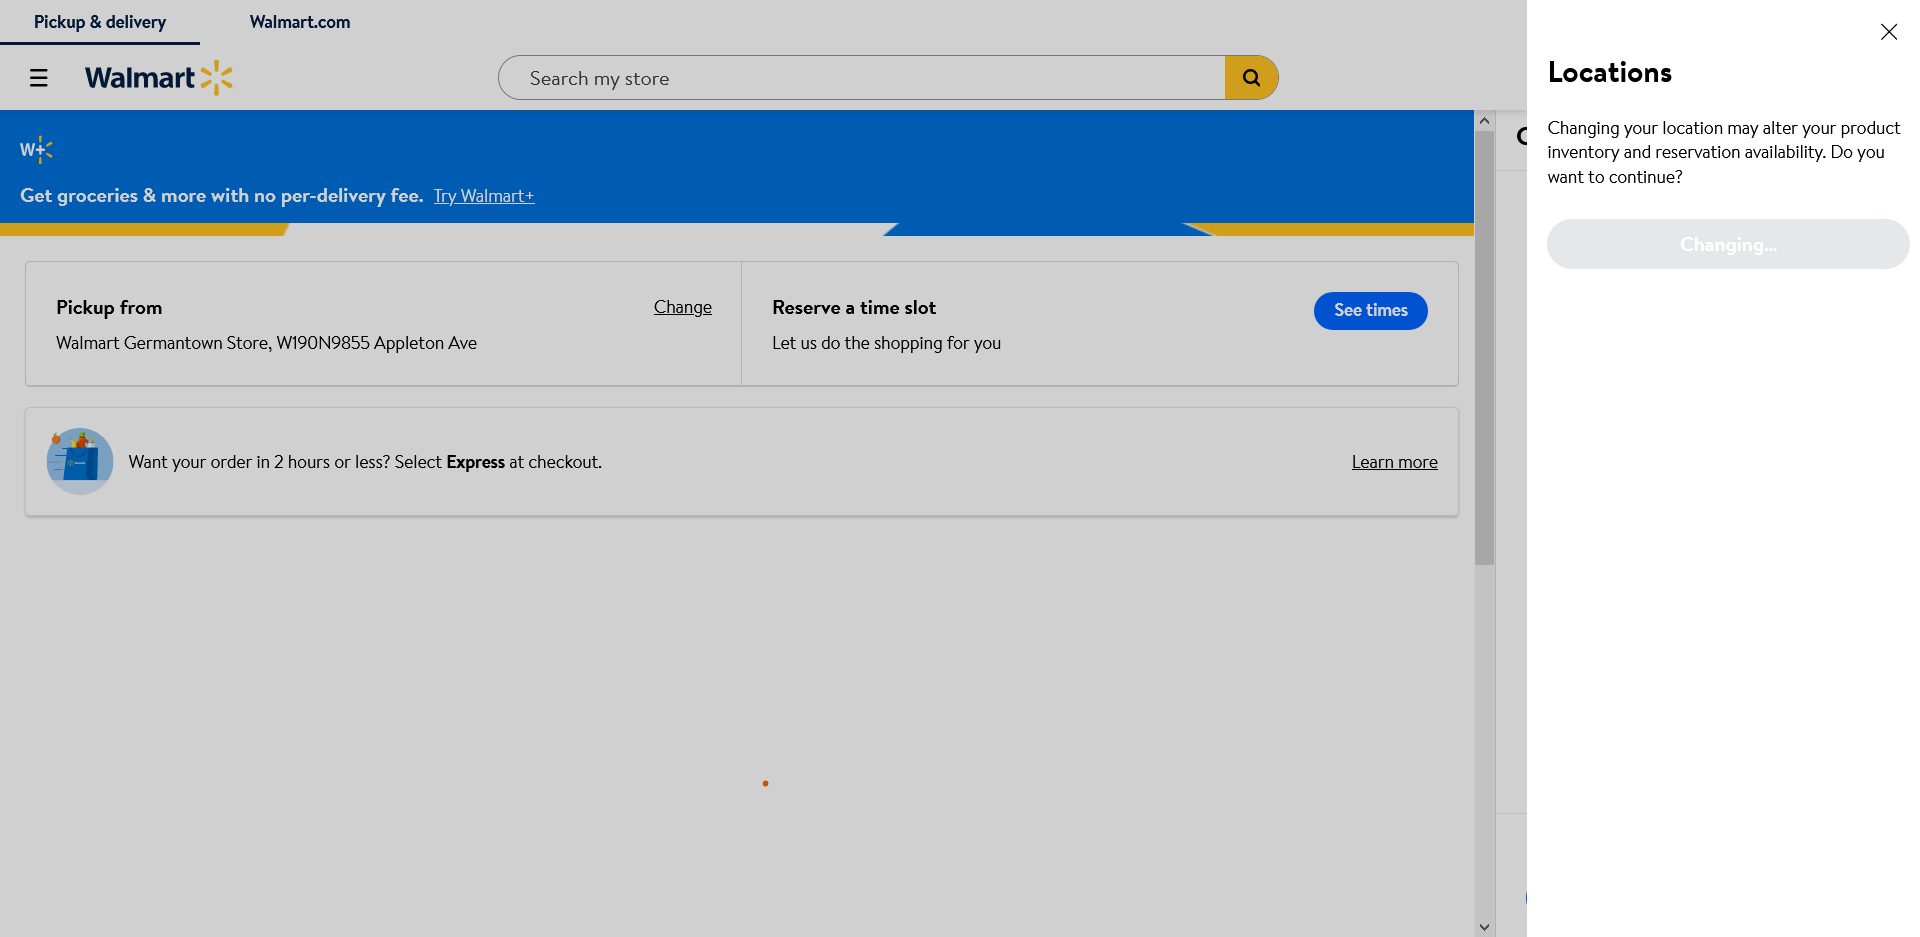 Pickup & delivery
Walmart.com
Walmart
Search my store
W+
Get groceries & more with no per-delivery fee. Try Walmart+
Pickup from
Change
Walmart Germantown Store, W190N9855 Appleton Ave
Reserve a time slot
See times
Let us do the shopping for you
Want your order in 2 hours or less? Select Express at checkout.
Learn more
Locations
Changing your location may alter your product
inventory and reservation availability. Do you
want to continue?
Changing...